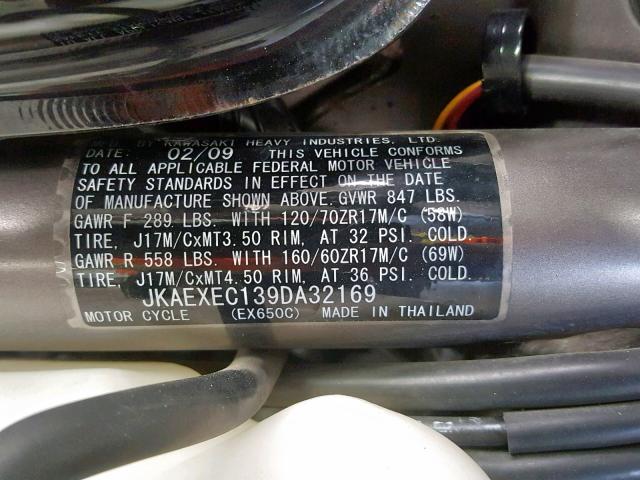 MFD. BY KAWASAKI HEAVY INDUSTRIES, LTD.
DATE: 02/09 THIS VEHICLE CONFORMS
TO ALL APPLICABLE FEDERAL MOTOR VEHICLE
SAFETY STANDARDS IN EFFECT ON THE DATE
OF MANUFACTURE SHOWN ABOVE. GVWR 847 LBS.
GAWR F 289 LBS. WITH 120/70ZR17M/C (58W)
TIRE, J17M/CxMT3.50 RIM, AT 32 PSI. COLD.
GAWR R 558 LBS. WITH 160/60ZR17M/C (69W)
TIRE, J17M/CxMT4.50 RIM, AT 36 PSI. COLD.
JKAEXEC139DA32169
MOTOR CYCLE (EX650C) MADE IN THAILAND